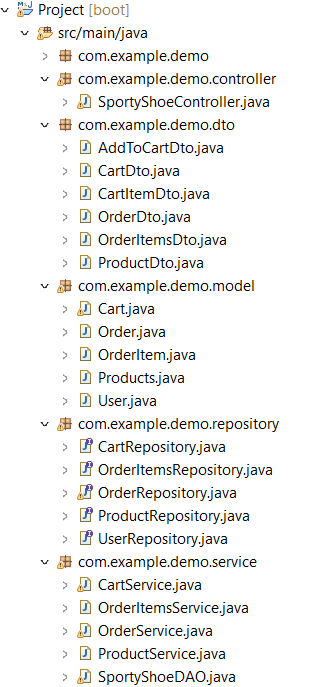 Project [boot]
src/main/java
com.example.demo
com.example.demo.controller
SportyShoeController.java
com.example.demo.dto
AddToCartDto.java
CartDto.java
CartItemDto.java
OrderDto.java
OrderItemsDto.java
ProductDto.java
com.example.demo.model
Cart.java
Order.java
OrderItem.java
Products.java
User.java
com.example.demo.repository
CartRepository.java
OrderItemsRepository.java
OrderRepository.java
ProductRepository.java
UserRepository.java
com.example.demo.service
CartService.java
OrderItemsService.java
OrderService.java
ProductService.java
SportyShoeDAO.java